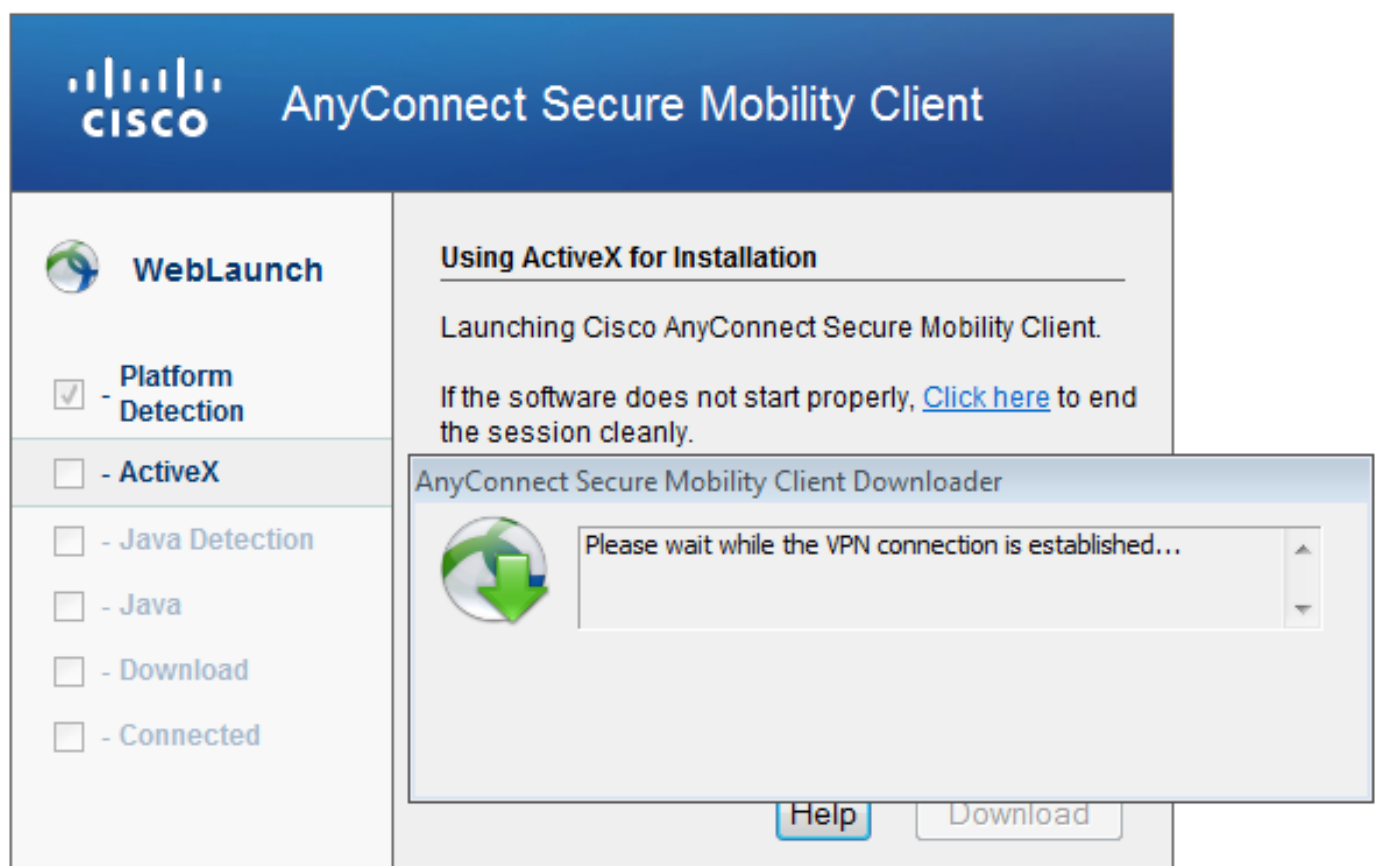 CISCO
AnyConnect Secure Mobility Client
WebLaunch
- Platform
Detection
- ActiveX
- Java Detection
- Java
- Download
- Connected
Using ActiveX for Installation
Launching Cisco AnyConnect Secure Mobility Client.
If the software does not start properly, Click here to end
the session cleanly.
AnyConnect Secure Mobility Client Downloader
Please wait while the VPN connection is established...
Help
Download